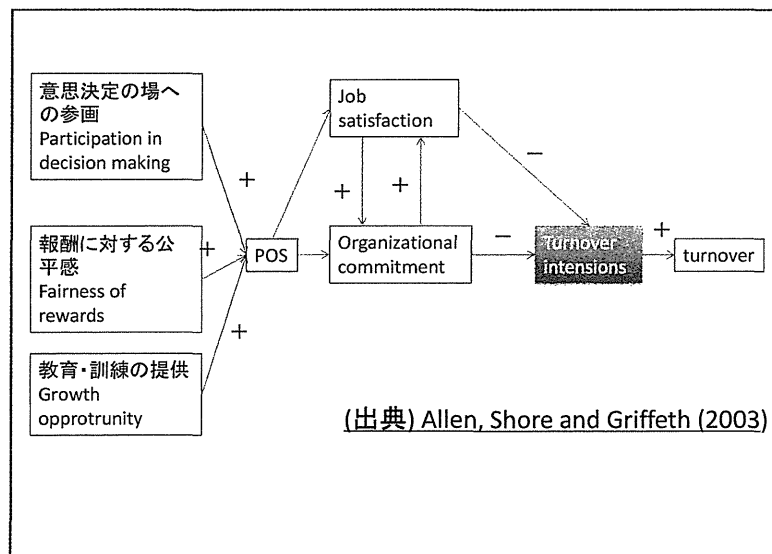 意思決定の場へ
の参画
Participation in
decision making
報酬に対する公
平感
Fairness of
rewards
教育・訓練の提供
Growth
opprotrunity
+
+
+
POS
Job
satisfaction
+
+
Organizational
commitment
−
−
Turnover
intensions
+
turnover
(出典) Allen, Shore and Griffeth (2003)